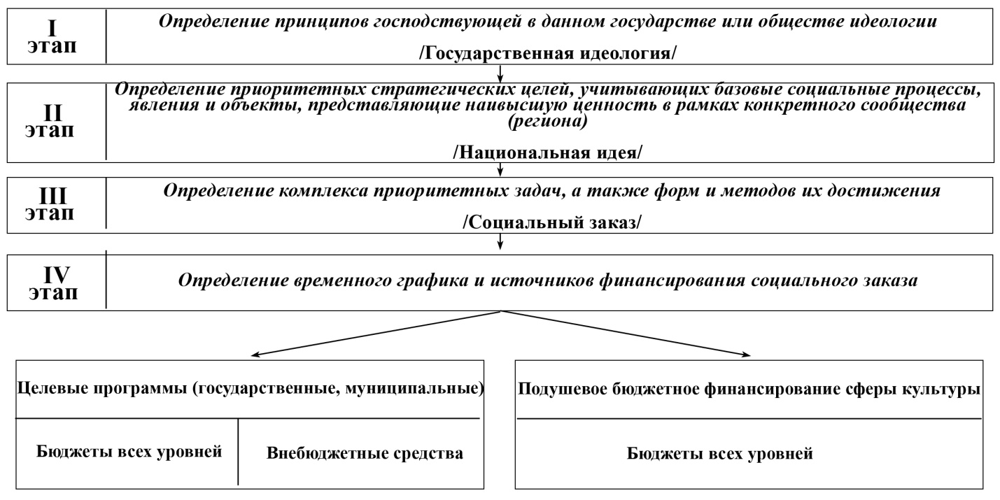 I
этап
Определение принципов господствующей в данном государстве или обществе идеологии
/Государственная идеология/
II
этап
Определение приоритетных стратегических целей, учитывающих базовые социальные процессы,
явления и объекты, представляющие наивысшую ценность в рамках конкретного сообщества
(региона)
/Национальная идея/
III
этап
Определение комплекса приоритетных задач, а также форм и методов их достижения
/Социальный заказ/
IV
этап
Определение временного графика и источников финансирования социального заказа
Целевые программы (государственные, муниципальные)
Бюджеты всех уровней
Внебюджетные средства
Подушевое бюджетное финансирование сферы культуры
Бюджеты всех уровней